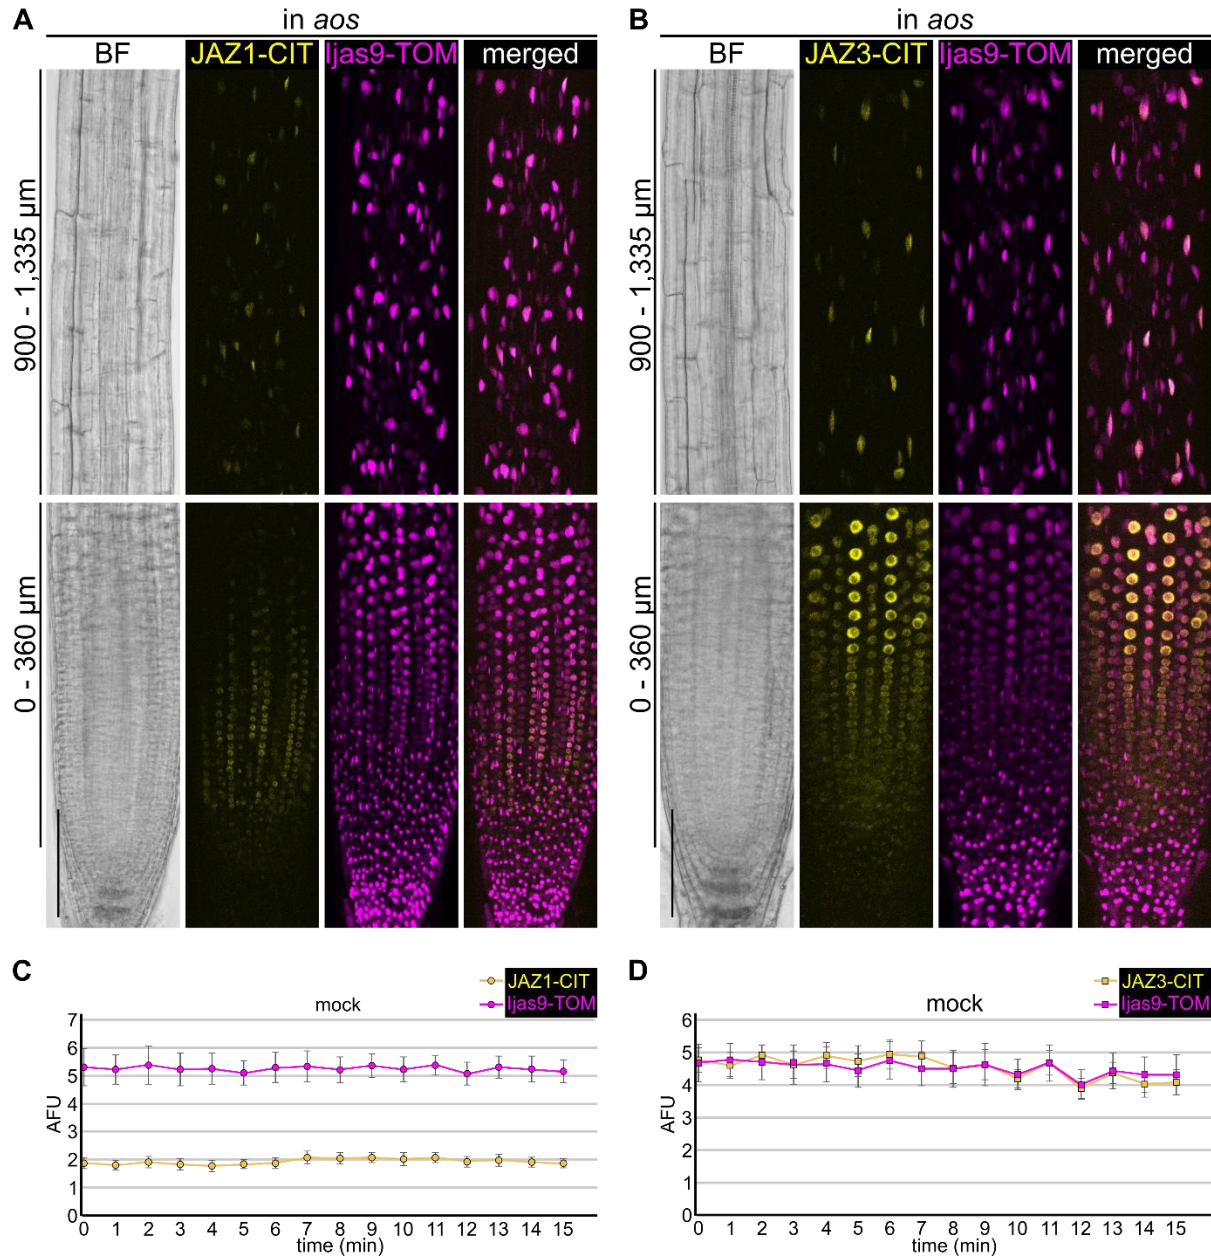 A
in aos
BF JAZ1-CIT ljas9-TOM merged
900 - 1,335 µm
0 - 360 µm
B
in aos
BF JAZ3-CIT ljas9-TOM merged
900 - 1,335 µm
0 - 360 µm
C
JAZ1-CIT
ljas9-TOM
mock
7
6
5
4
3
2
1
0
AFU
0 1 2 3 4 5 6 7 8 9 10 11 12 13 14 15
time (min)
D
JAZ3-CIT
ljas9-TOM
mock
6
5
4
3
2
1
0
AFU
0 1 2 3 4 5 6 7 8 9 10 11 12 13 14 15
time (min)